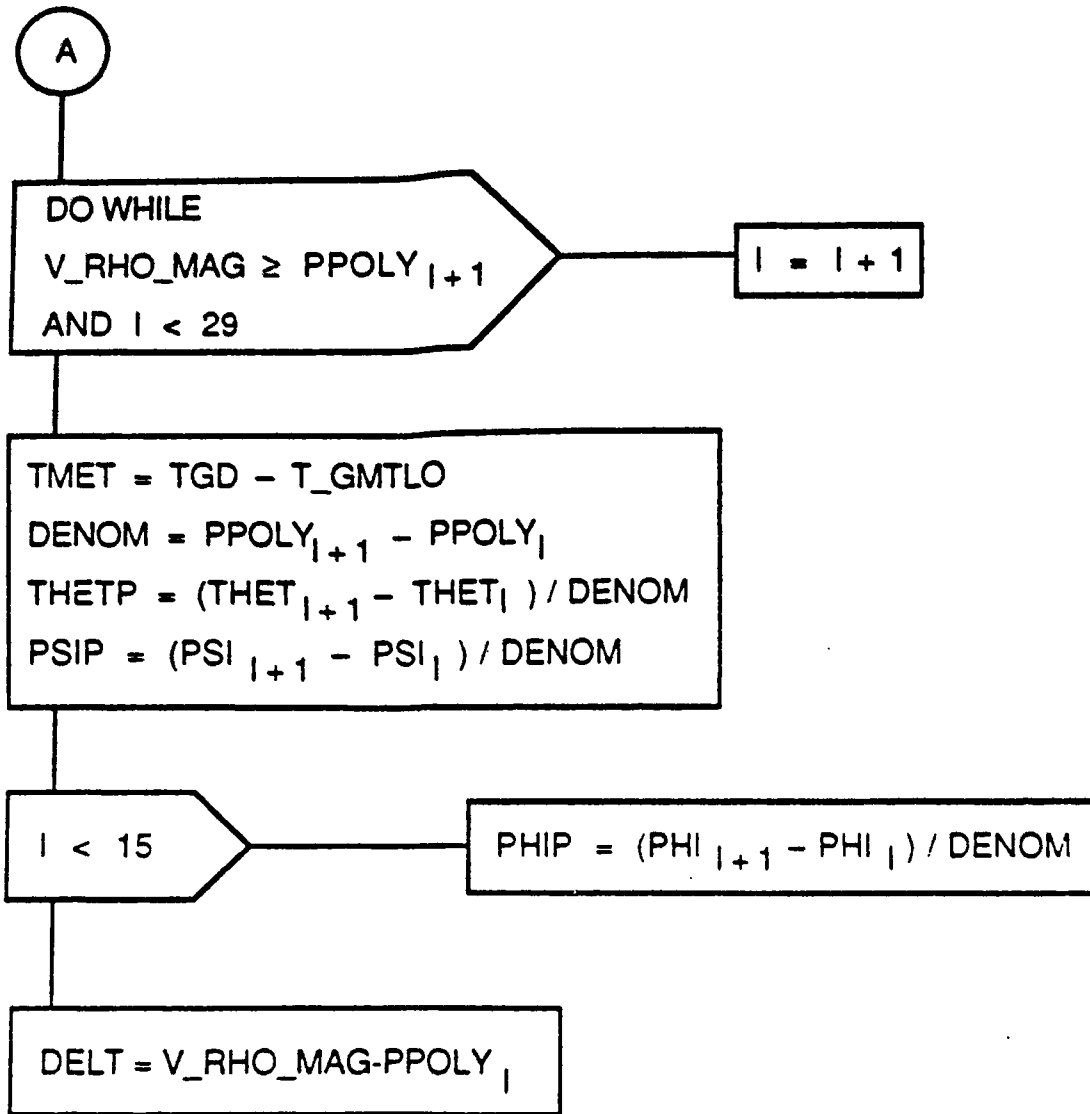 A
DO WHILE
V_RHO_MAG ≥ PPOLY I + 1
AND I < 29
I = I + 1
TMET = TGD – T_GMTLO
DENOM = PPOLY I + 1 – PPOLY I
THETP = (THET I + 1 – THET I ) / DENOM
PSIP = (PSI I + 1 – PSI I ) / DENOM
I < 15
PHIP = (PHI I + 1 – PHI I ) / DENOM
DELT = V_RHO_MAG-PPOLY I